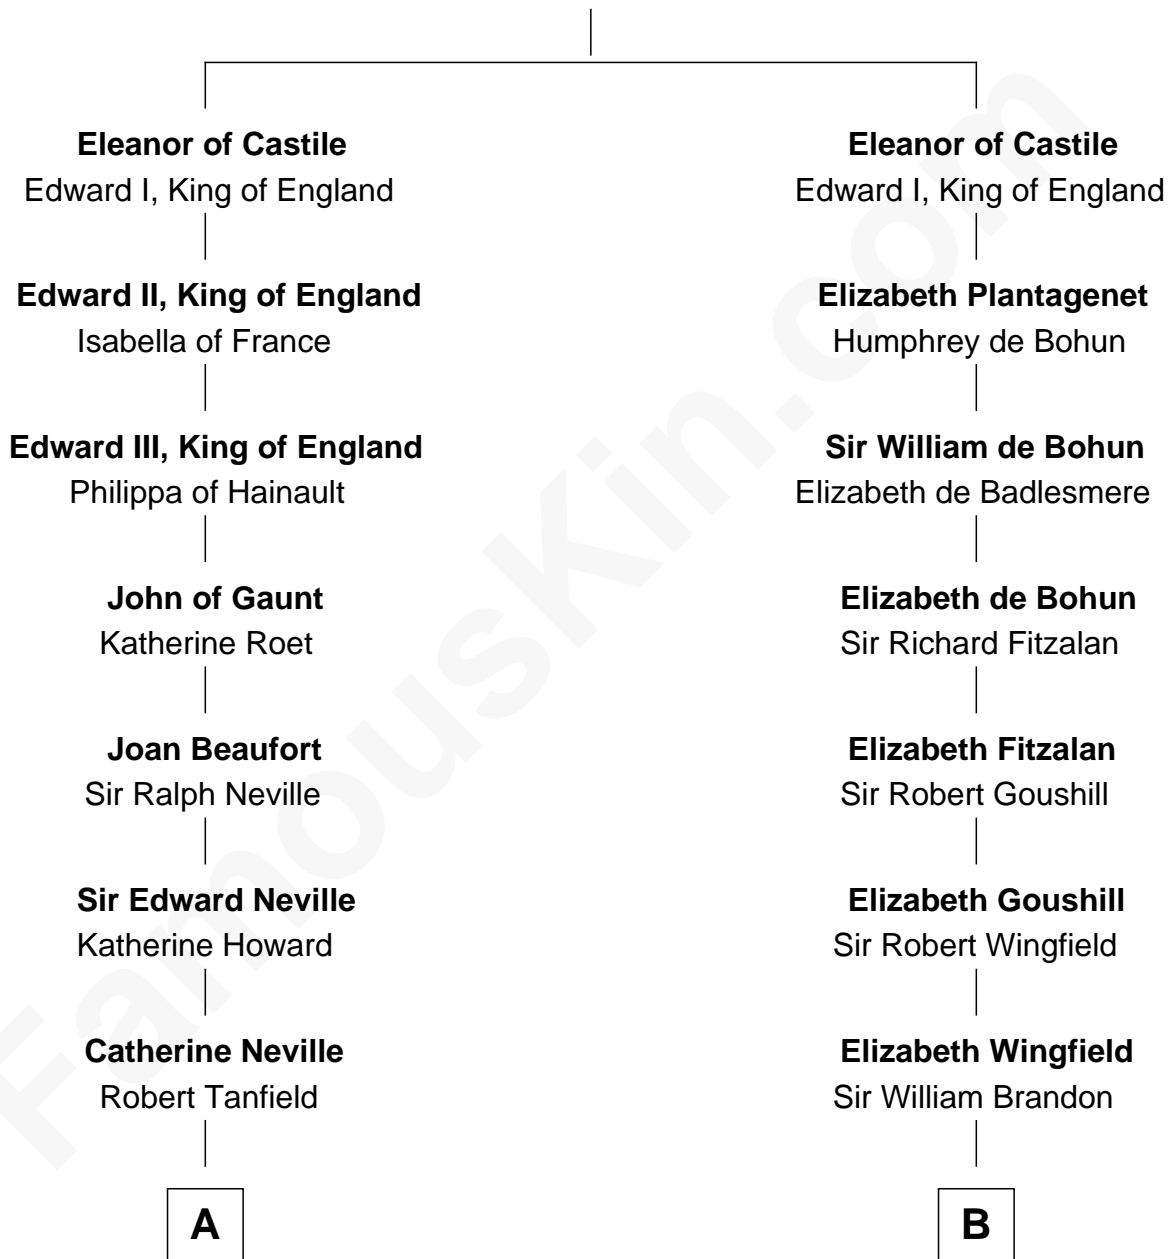 Eleanor of Castile
Edward I, King of England
Edward II, King of England
Isabella of France
Edward III, King of England
Philippa of Hainault
John of Gaunt
Katherine Roet
Joan Beaufort
Sir Ralph Neville
Sir Edward Neville
Katherine Howard
Catherine Neville
Robert Tanfield
A
Eleanor of Castile
Edward I, King of England
Elizabeth Plantagenet
Humphrey de Bohun
Sir William de Bohun
Elizabeth de Badlesmere
Elizabeth de Bohun
Sir Richard Fitzalan
Elizabeth Fitzalan
Sir Robert Goushill
Elizabeth Goushill
Sir Robert Wingfield
Elizabeth Wingfield
Sir William Brandon
B
FamousKin.com